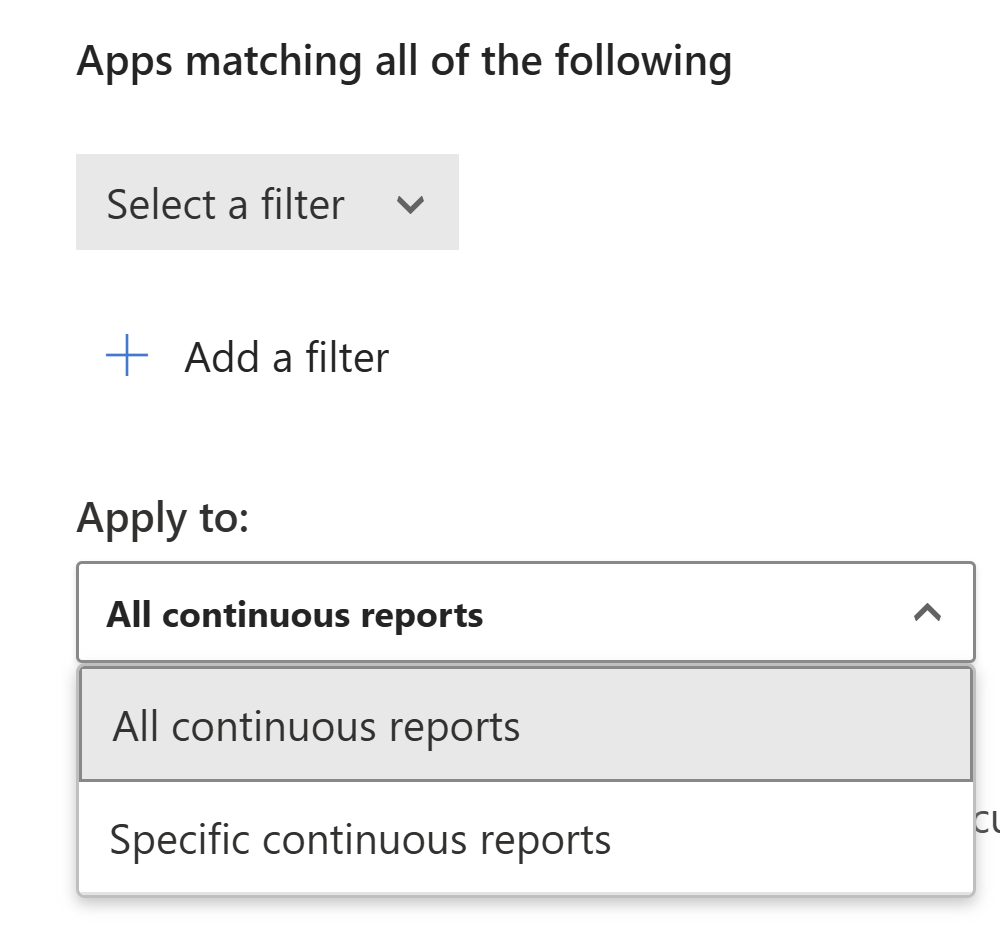 Apps matching all of the following
Select a filter
Add a filter
Apply to:
All continuous reports
All continuous reports
Specific continuous reports